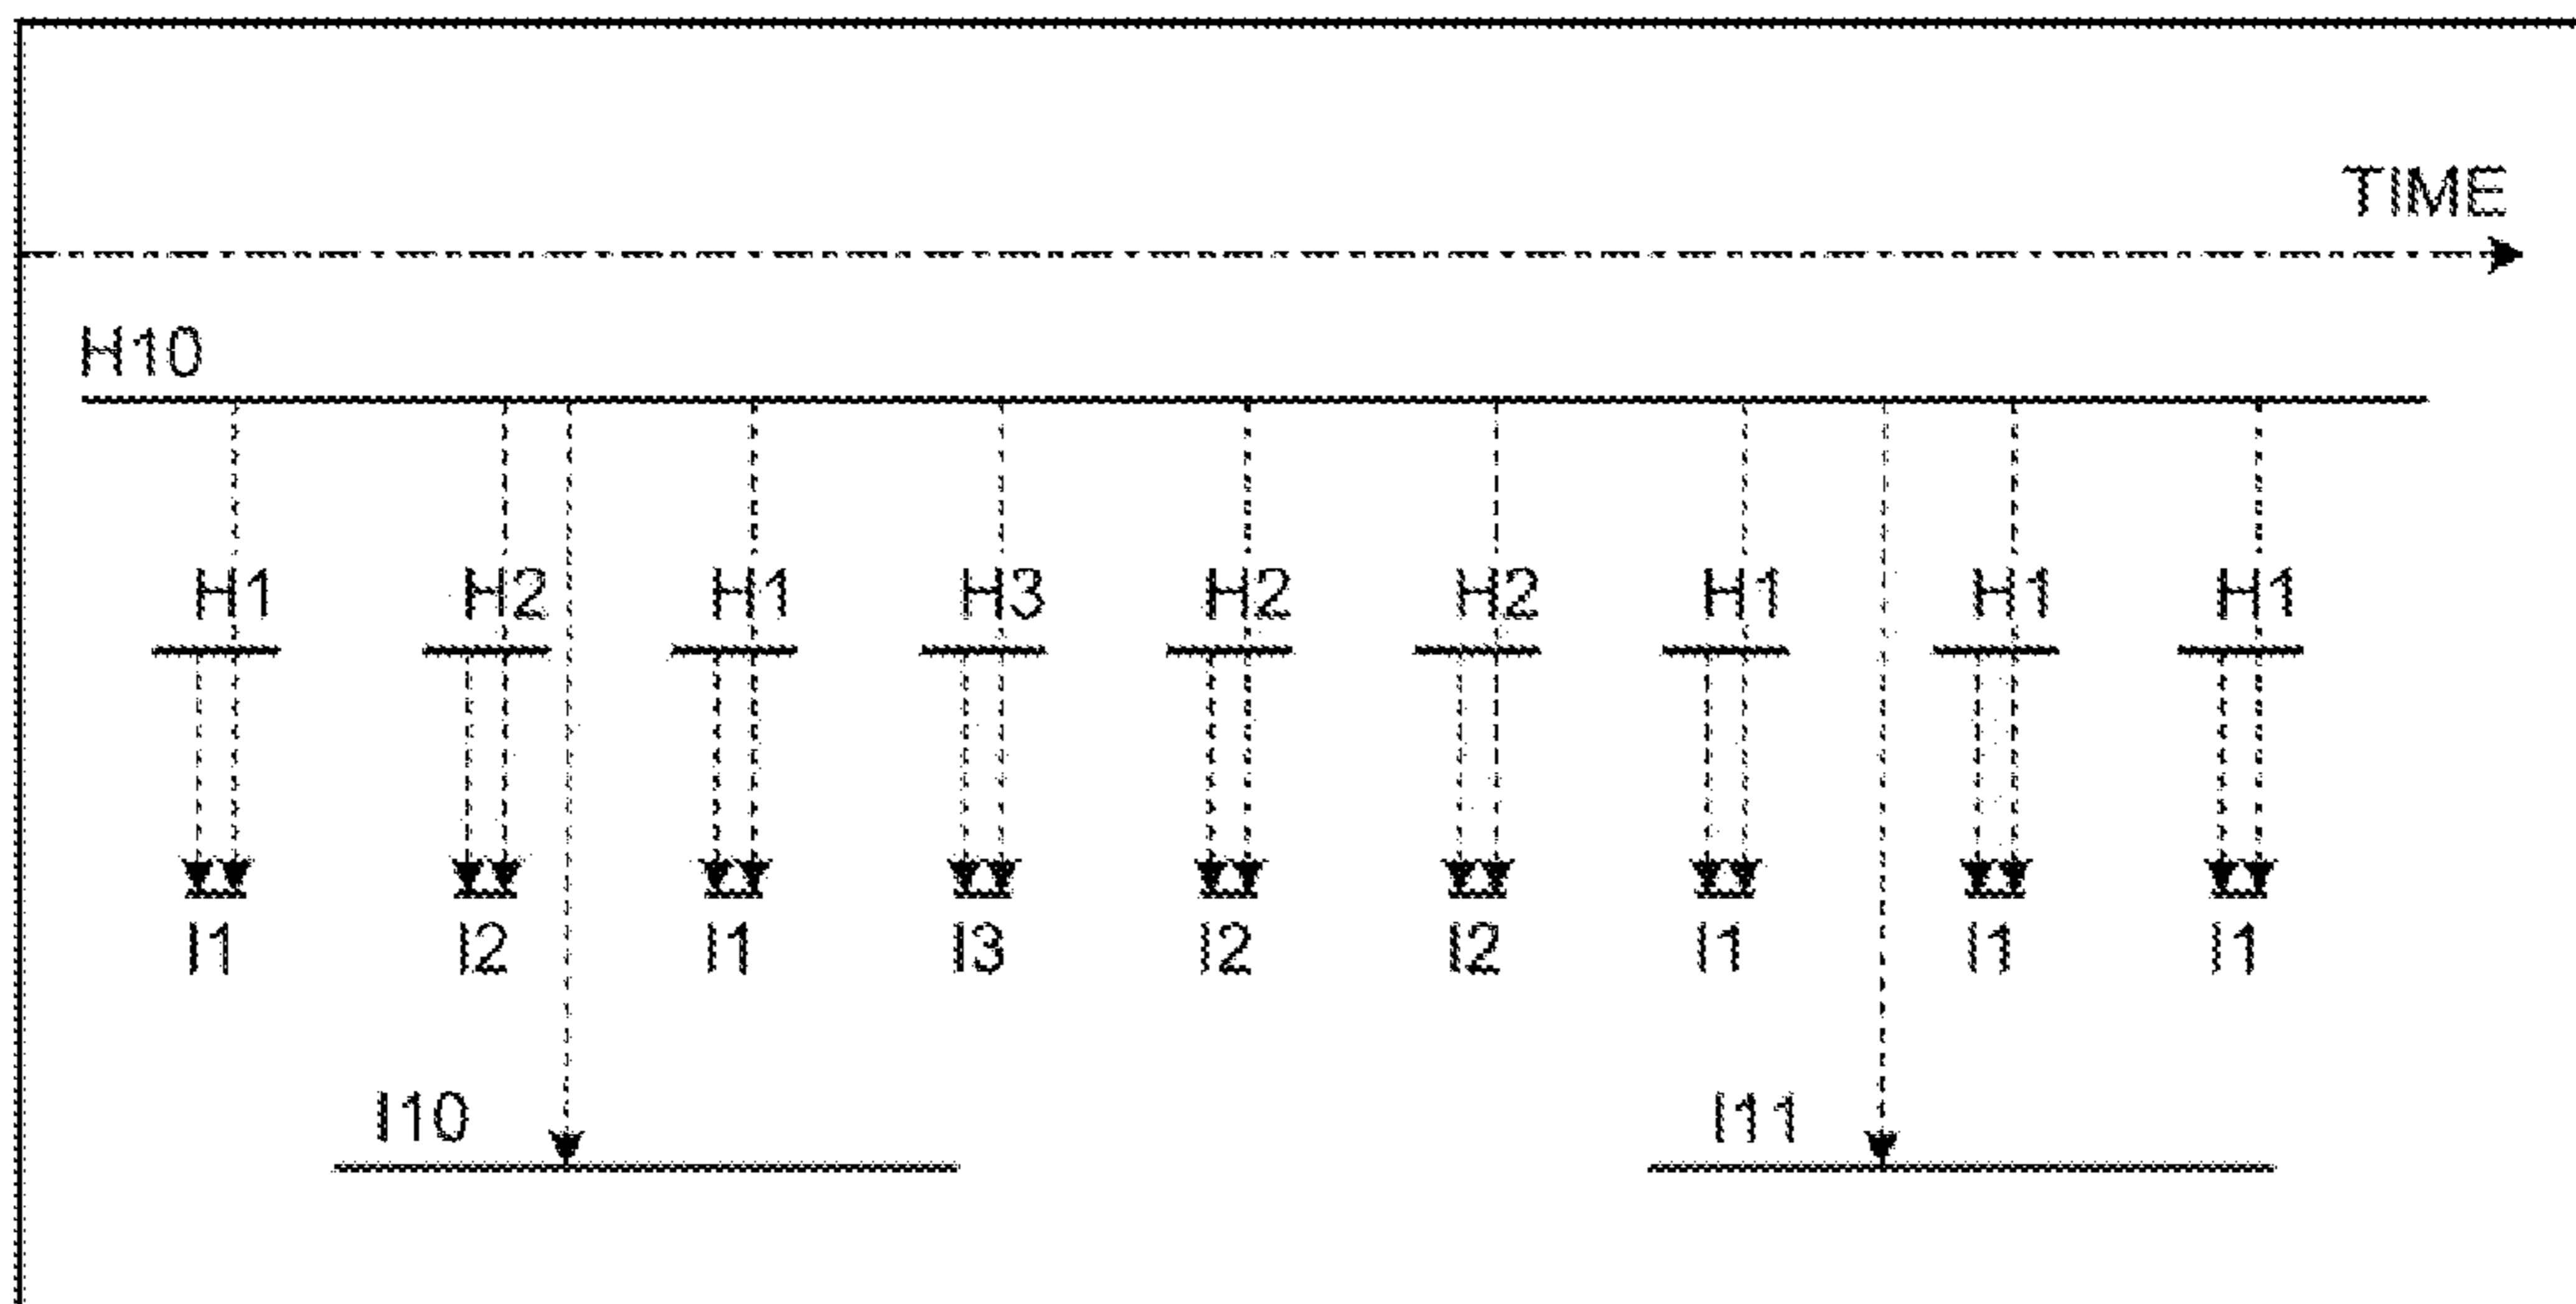 TIME
H10
H1 H2 H1 H3 H2 H2 H1 H1 H1
I1 I2 I1 I3 I2 I2 I1 I1 I1
I10 I11